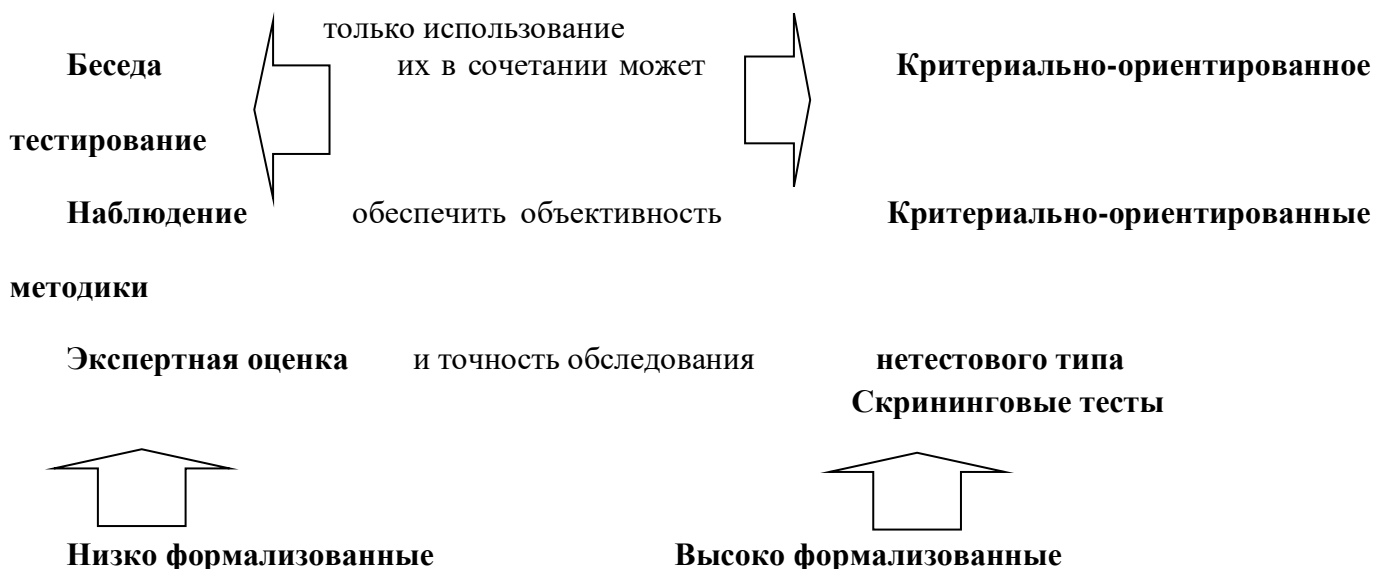 только использование
Беседа их в сочетании может Критериально-ориентированное
тестирование
Наблюдение обеспечить объективность Критериально-ориентированные
методики
Экспертная оценка и точность обследования нетестового типа
Скрининговые тесты
Низко формализованные Высоко формализованные